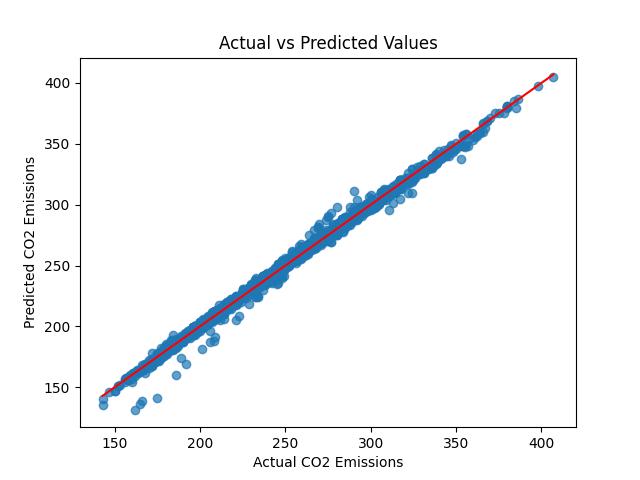 Actual vs Predicted Values
Predicted CO2 Emissions
400
350
300
250
200
150
150 200 250 300 350 400
Actual CO2 Emissions